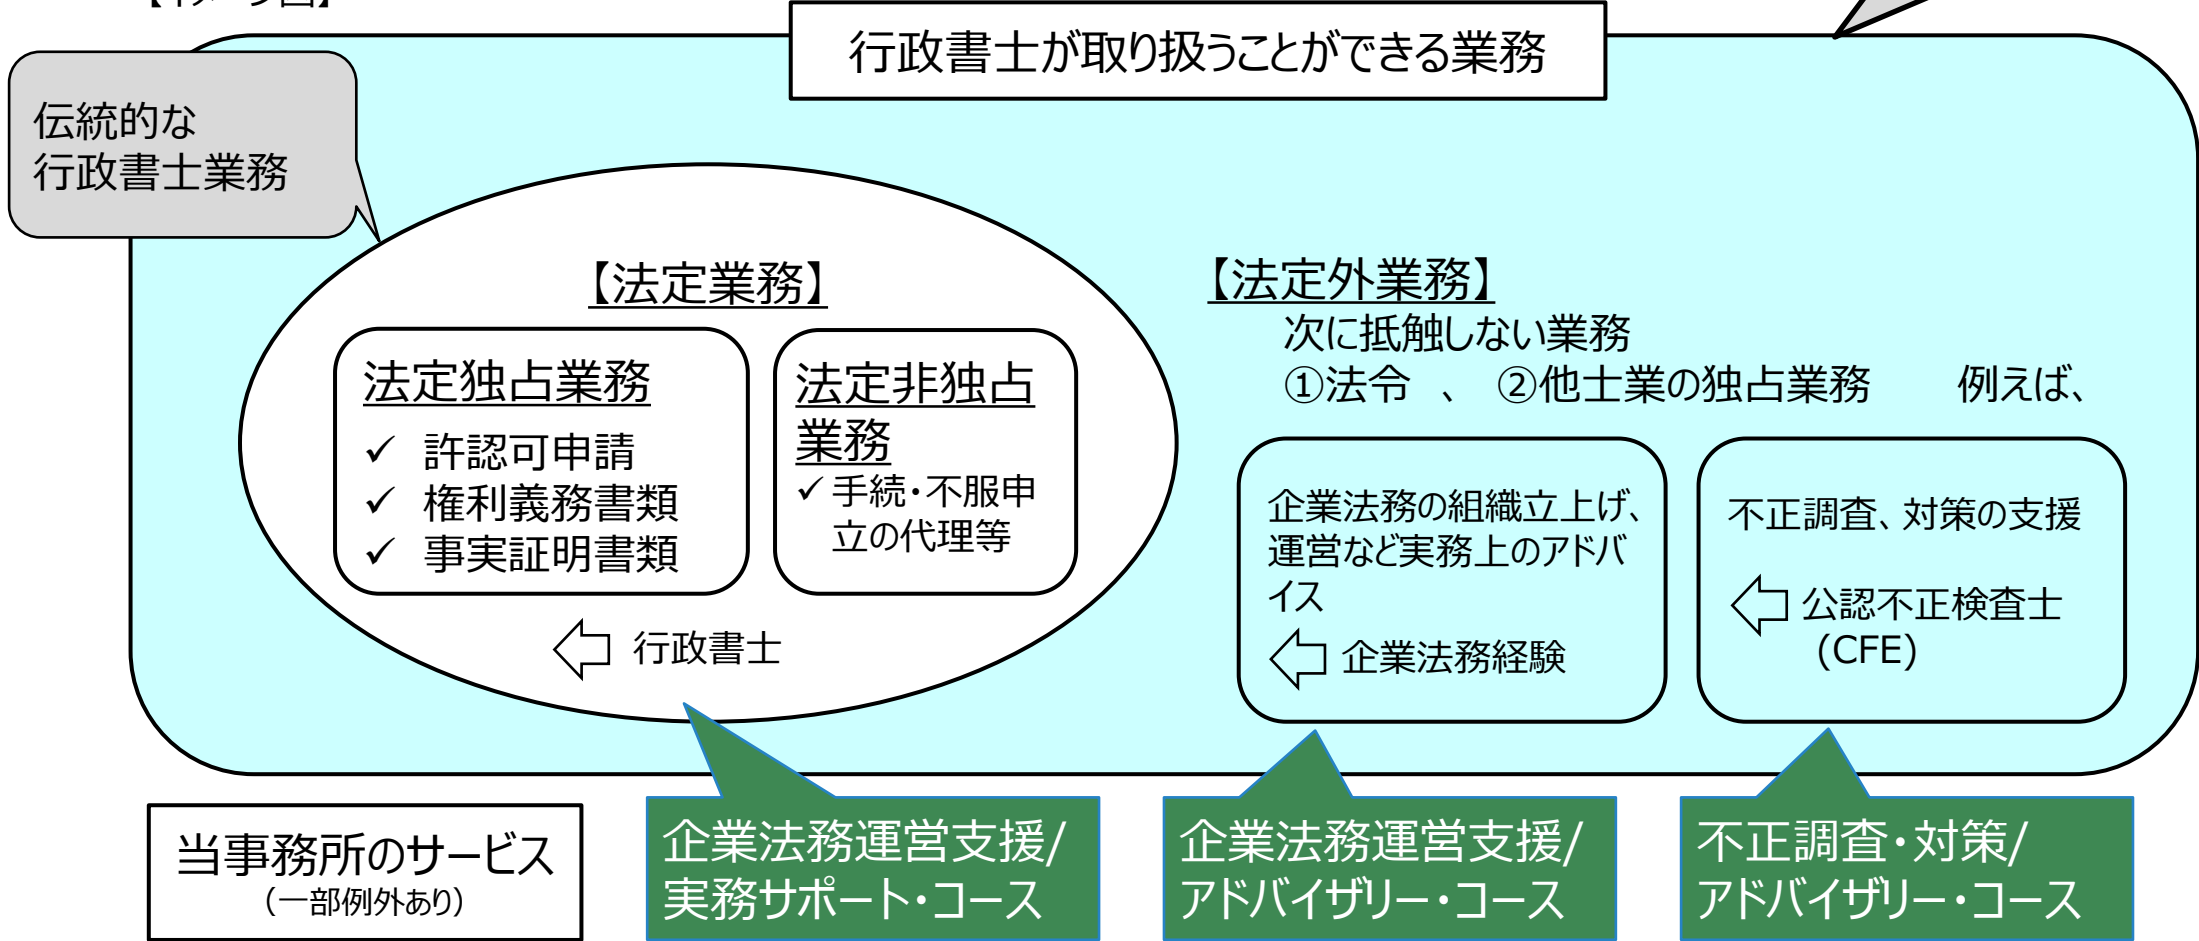 行政書士が取り扱うことができる業務
伝統的な
行政書士業務
【法定業務】
法定独占業務
✓ 許認可申請
✓ 権利義務書類
✓ 事実証明書類
法定非独占
業務
✓手続・不服申
立の代理等
行政書士
【法定外業務】
次に抵触しない業務
①法令 、 ②他士業の独占業務 例えば、
企業法務の組織立上げ、
運営など実務上のアドバ
イス
企業法務経験
不正調査、対策の支援
公認不正検査士
(CFE)
当事務所のサービス
(一部例外あり)
企業法務運営支援/
実務サポート・コース
企業法務運営支援/
アドバイザリー・コース
不正調査・対策/
アドバイザリー・コース